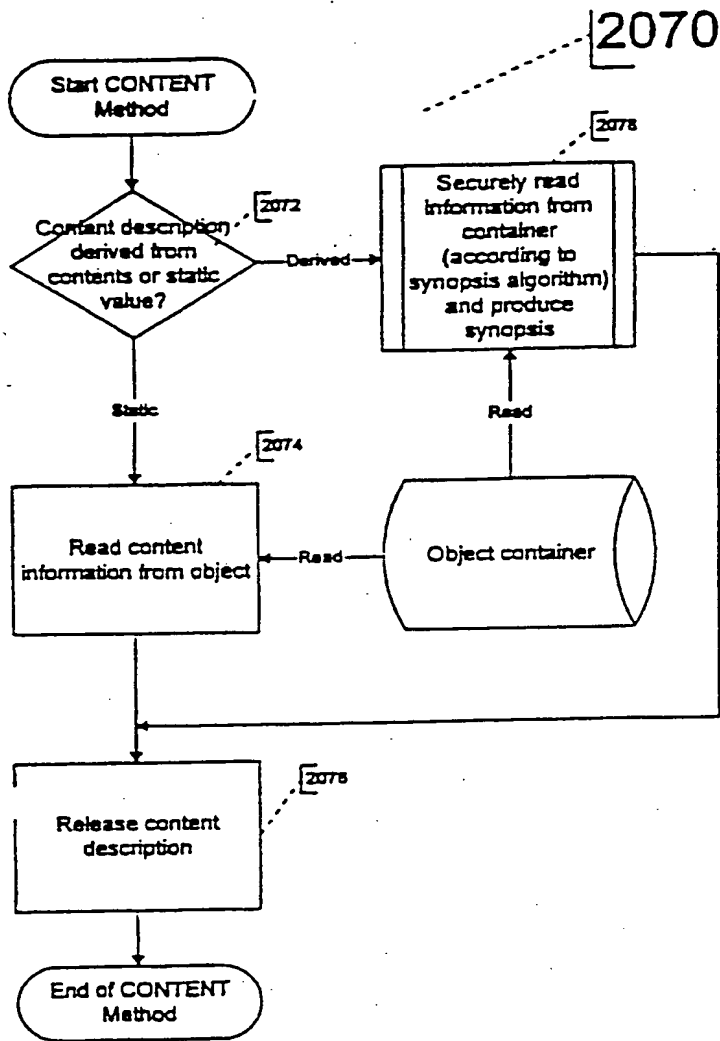 2070
Start CONTENT
Method
2078
2072
Content description
derived from
contents or static
value?
Derived
Securely read
information from
container
(according to
synopsis algorithm)
and produce
synopsis
Static
Read
2074
Read content
information from object
Read
Object container
2076
Release content
description
End of CONTENT
Method